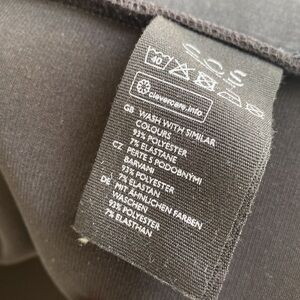 40
clevercare.info
GB WASH WITH SIMILAR
COLOURS
93% POLYESTER
7% ELASTANE
CZ PERTE S PODOBNÝMI
BARVAMI
93% POLYESTER
7% ELASTAN
DE MIT ÄHNLICHEN FARBEN
WASCHEN
93% POLYESTER
7% ELASTHAN